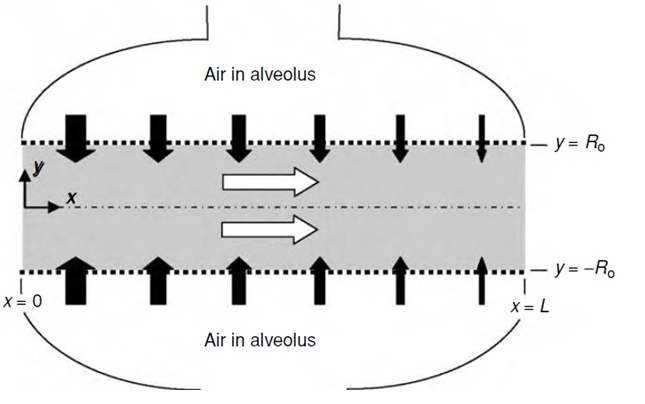 Air in alveolus
y = Rₒ
y
x
y = –Rₒ
x = 0
x = L
Air in alveolus